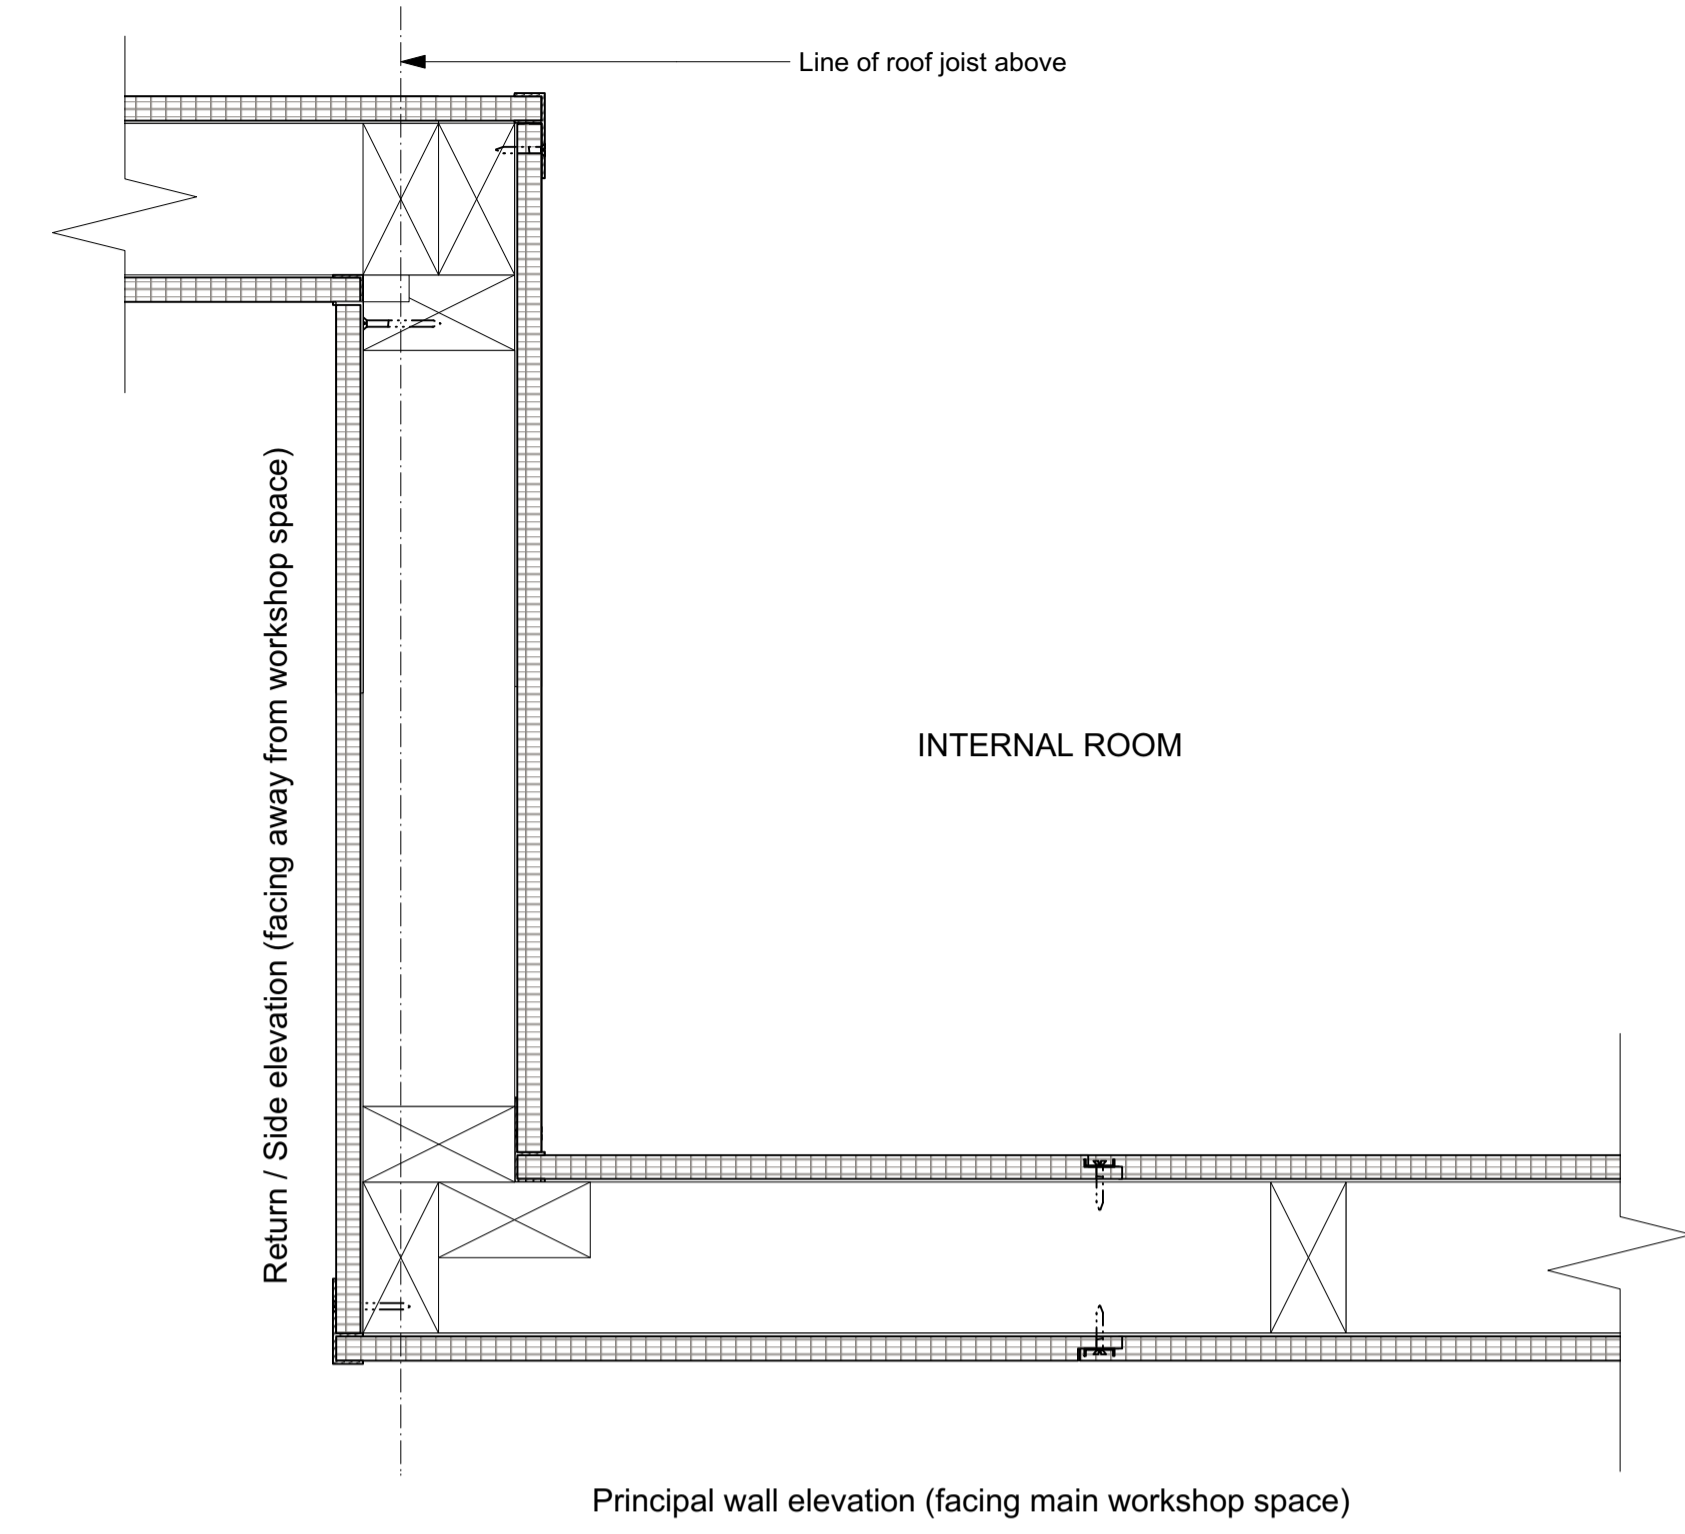 Line of roof joist above
Return / Side elevation (facing away from workshop space)
INTERNAL ROOM
Principal wall elevation (facing main workshop space)